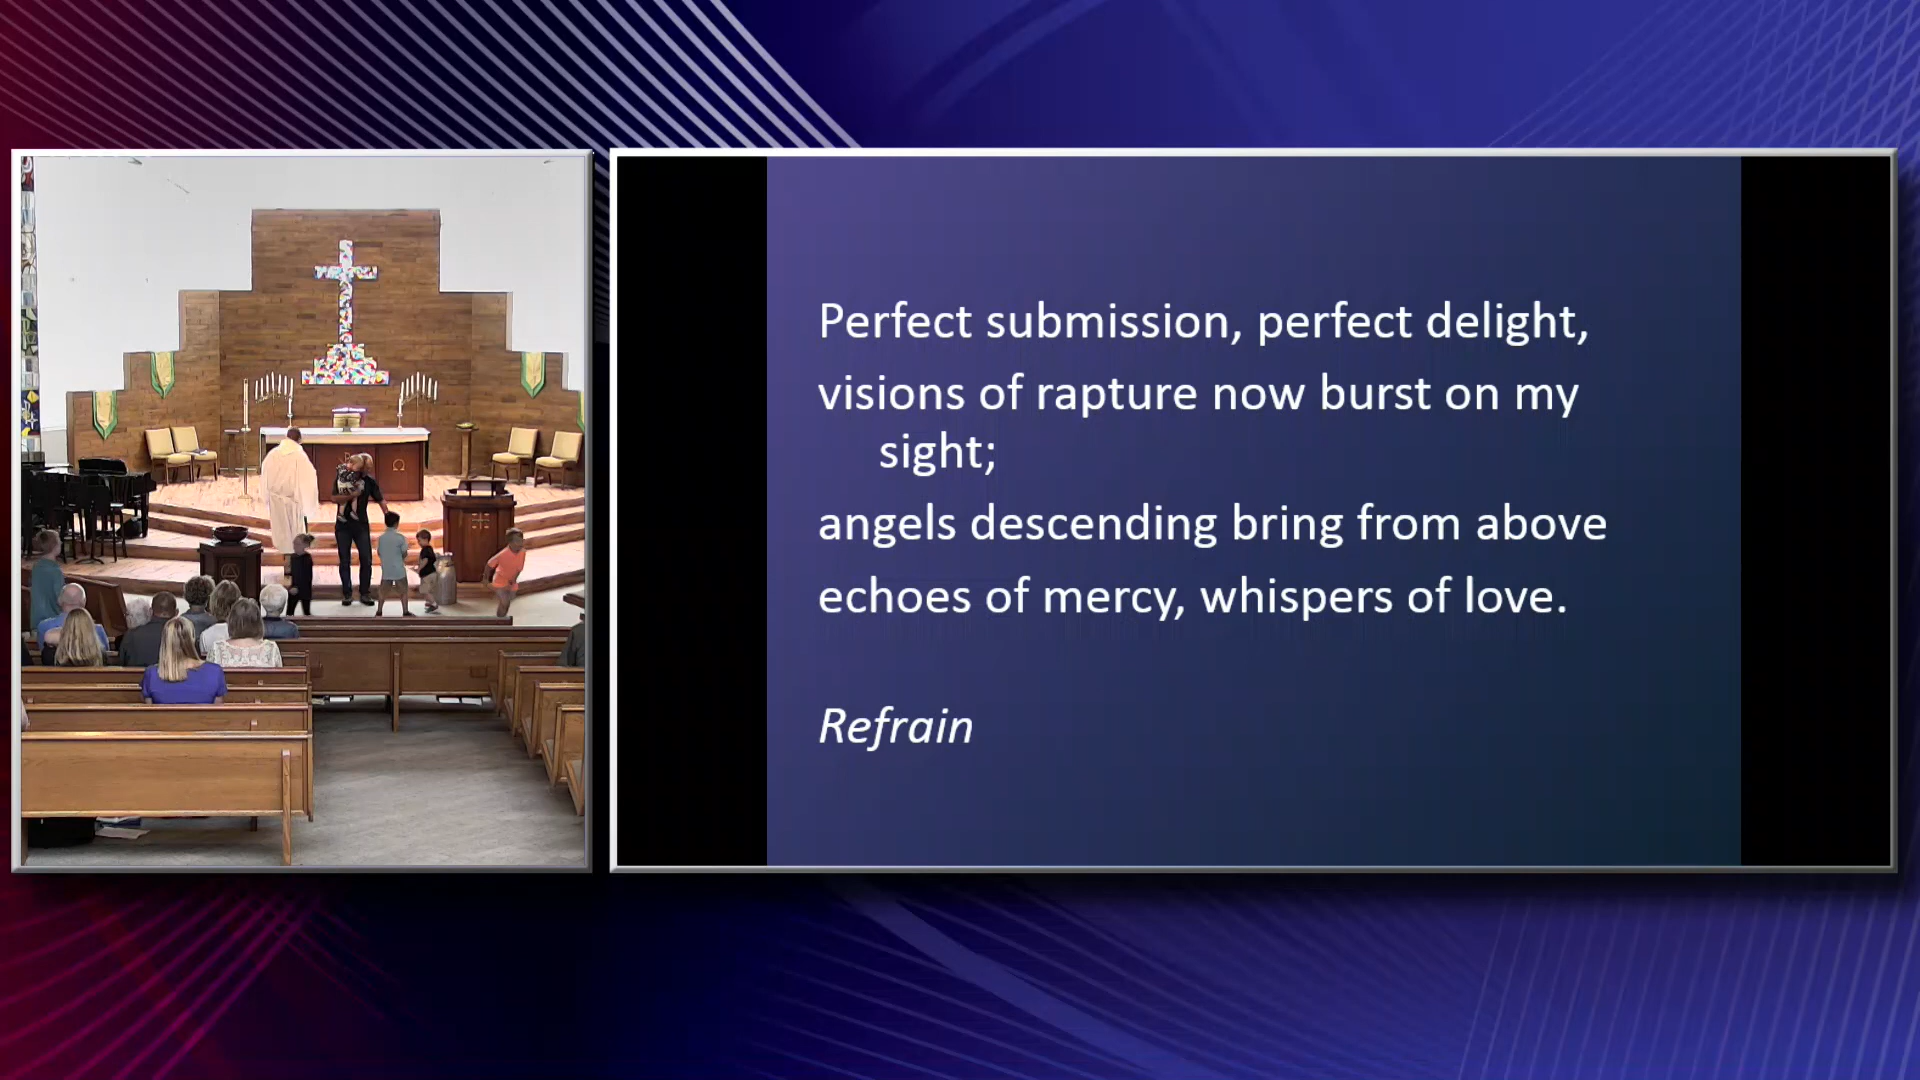 Perfect submission, perfect delight,
visions of rapture now burst on my
sight;
angels descending bring from above
echoes of mercy, whispers of love.
Refrain